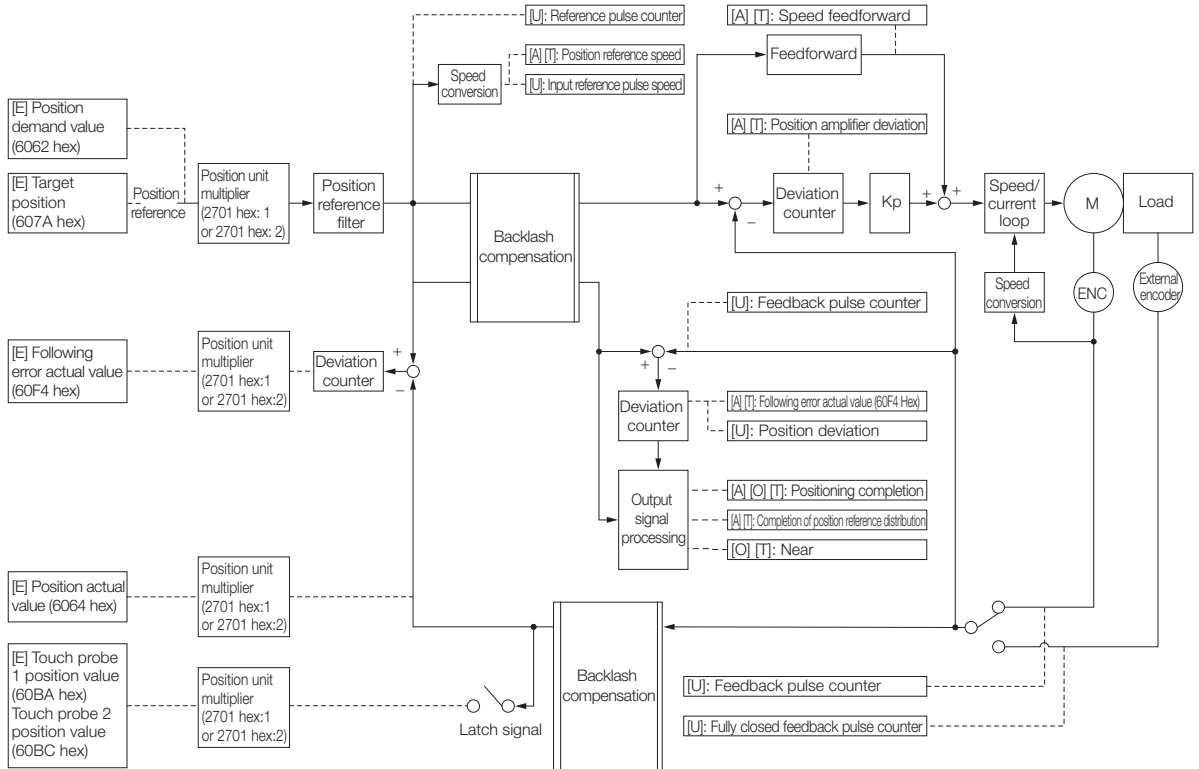 [U]: Reference pulse counter
[A] [T]: Speed feedforward
Feedforward
[A] [T]: Position reference speed
Speed
conversion
[U]: Input reference pulse speed
[E] Position
demand value
(6062 hex)
[A] [T]: Position amplifier deviation
[E] Target
position
(607A hex)
Position
reference
Position unit
multiplier
(2701 hex: 1
or 2701 hex: 2)
Position
reference
filter
Backlash
compensation
+
−
Deviation
counter
Kp
+
+
Speed/
current
loop
M
Load
Speed
conversion
ENC
External
encoder
[U]: Feedback pulse counter
[E] Following
error actual value
(60F4 hex)
Position unit
multiplier
(2701 hex:1
or 2701 hex:2)
Deviation
counter
+
−
+
−
Deviation
counter
[A] [T]: Following error actual value (60F4 Hex)
[U]: Position deviation
Output
signal
processing
[A] [O] [T]: Positioning completion
[A] [T]: Completion of position reference distribution
[O] [T]: Near
[E] Position actual
value (6064 hex)
Position unit
multiplier
(2701 hex:1
or 2701 hex:2)
[E] Touch probe
1 position value
(60BA hex)
Touch probe 2
position value
(60BC hex)
Position unit
multiplier
(2701 hex:1
or 2701 hex:2)
Latch signal
Backlash
compensation
[U]: Feedback pulse counter
[U]: Fully closed feedback pulse counter